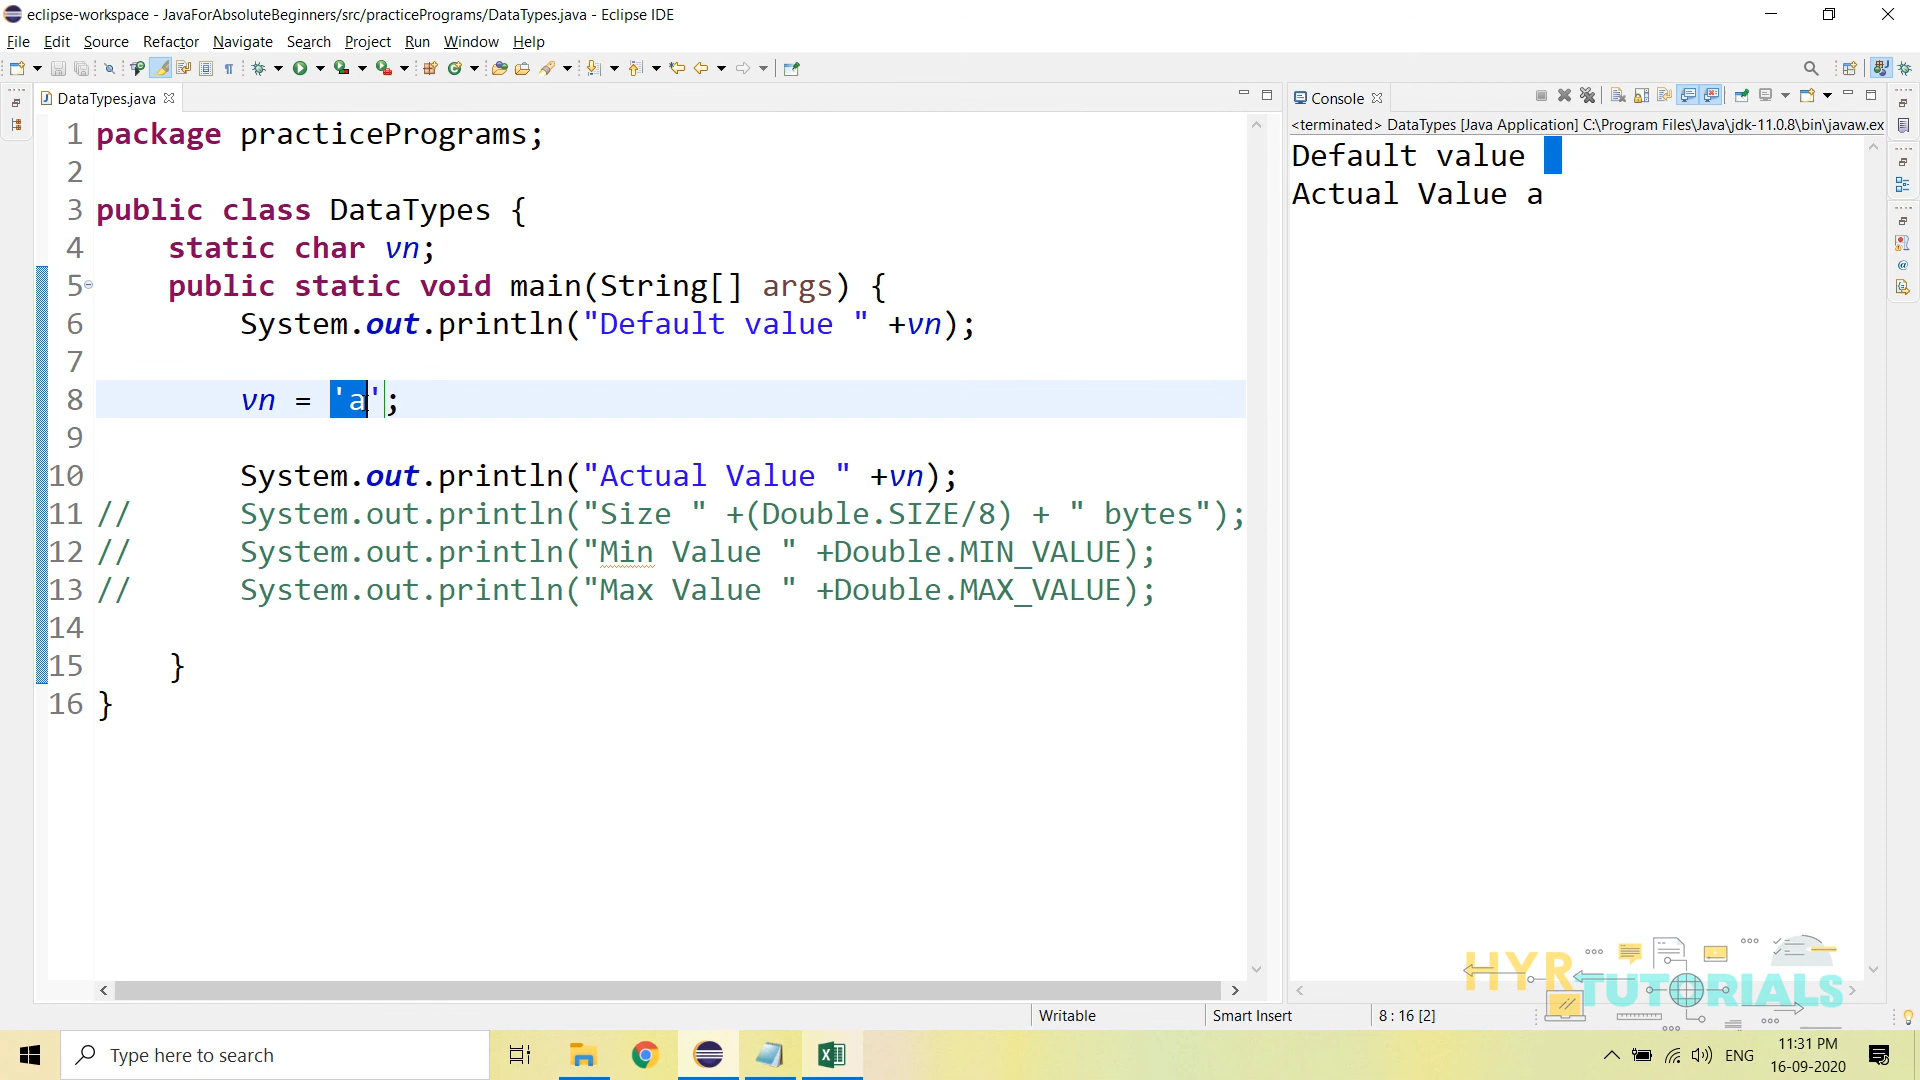 eclipse-workspace - JavaForAbsoluteBeginners/src/practicePrograms/DataTypes.java - Eclipse IDE
File Edit Source Refactor Navigate Search Project Run Window Help
DataTypes.java
1 package practicePrograms;
2
3 public class DataTypes {
4 static char vn;
5 public static void main(String[] args) {
6 System.out.println("Default value " +vn);
7
8 vn = 'a';
9
10 System.out.println("Actual Value " +vn);
11 // System.out.println("Size " +(Double.SIZE/8) + " bytes");
12 // System.out.println("Min Value " +Double.MIN_VALUE);
13 // System.out.println("Max Value " +Double.MAX_VALUE);
14
15 }
16 }
Console
<terminated> DataTypes [Java Application] C:\Program Files\Java\jdk-11.0.8\bin\javaw.ex
Default value
Actual Value a
HYR
TUTORIALS
Writable Smart Insert 8 : 16 [2]
Type here to search
ENG
11:31 PM
16-09-2020